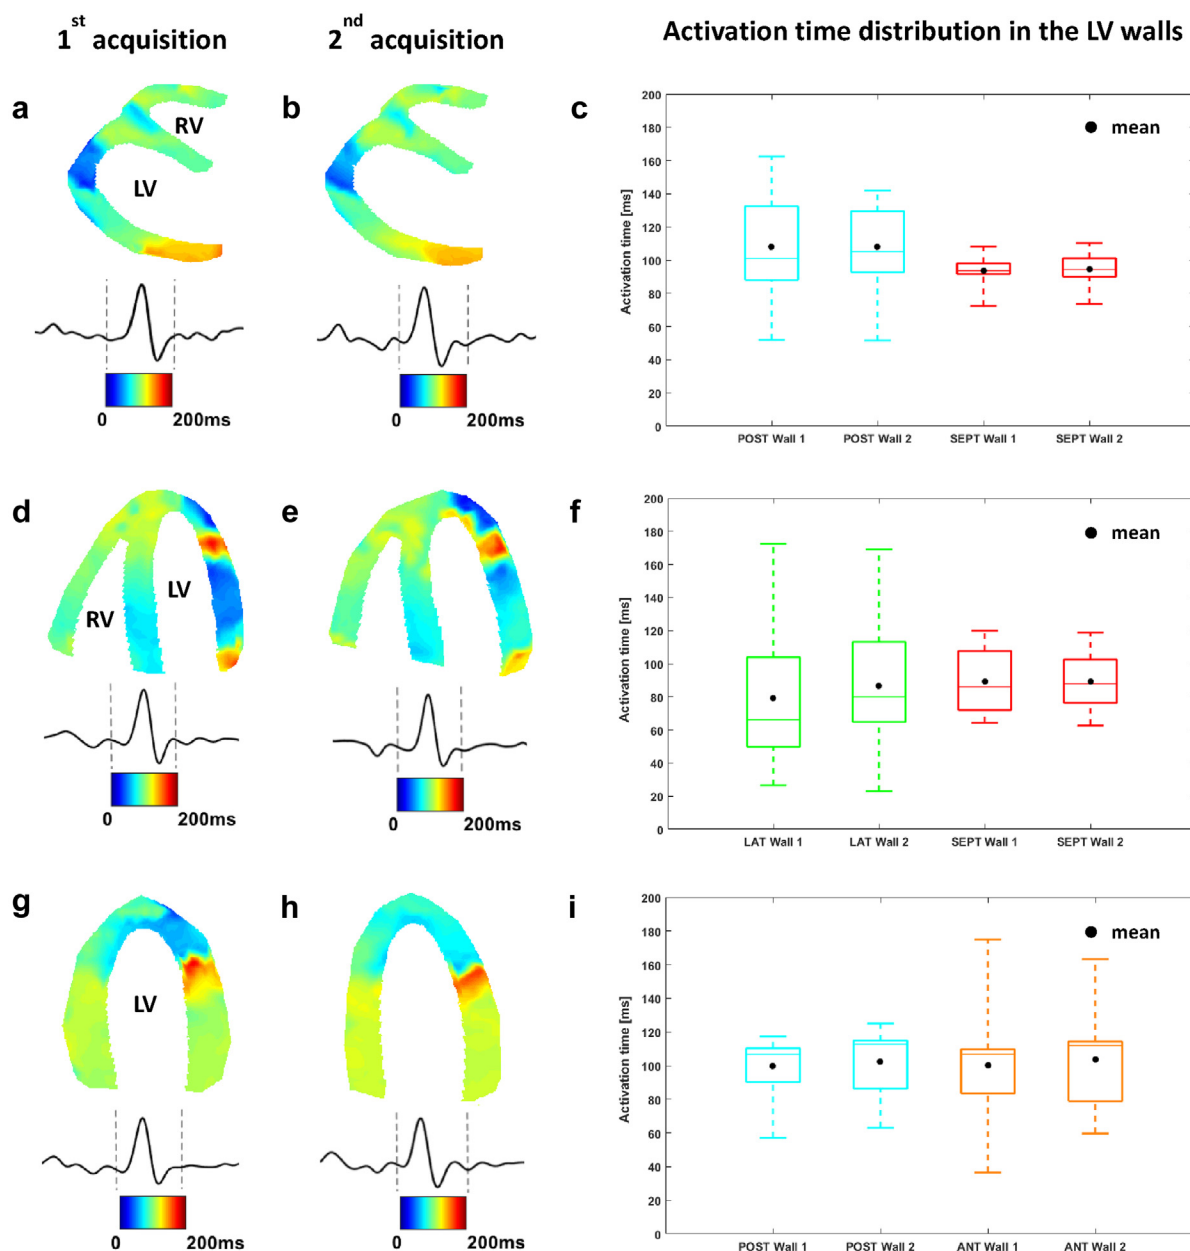 1st acquisition
2nd acquisition
Activation time distribution in the LV walls
a
RV
LV
0
200ms
b
0
200ms
c
200
180
160
140
120
100
80
60
40
20
0
Activation time [ms]
mean
POST Wall 1
POST Wall 2
SEPT Wall 1
SEPT Wall 2
d
LV
RV
0
200ms
e
0
200ms
f
200
180
160
140
120
100
80
60
40
20
0
Activation time [ms]
mean
LAT Wall 1
LAT Wall 2
SEPT Wall 1
SEPT Wall 2
g
LV
0
200ms
h
0
200ms
i
200
180
160
140
120
100
80
60
40
20
0
Activation time [ms]
mean
POST Wall 1
POST Wall 2
ANT Wall 1
ANT Wall 2